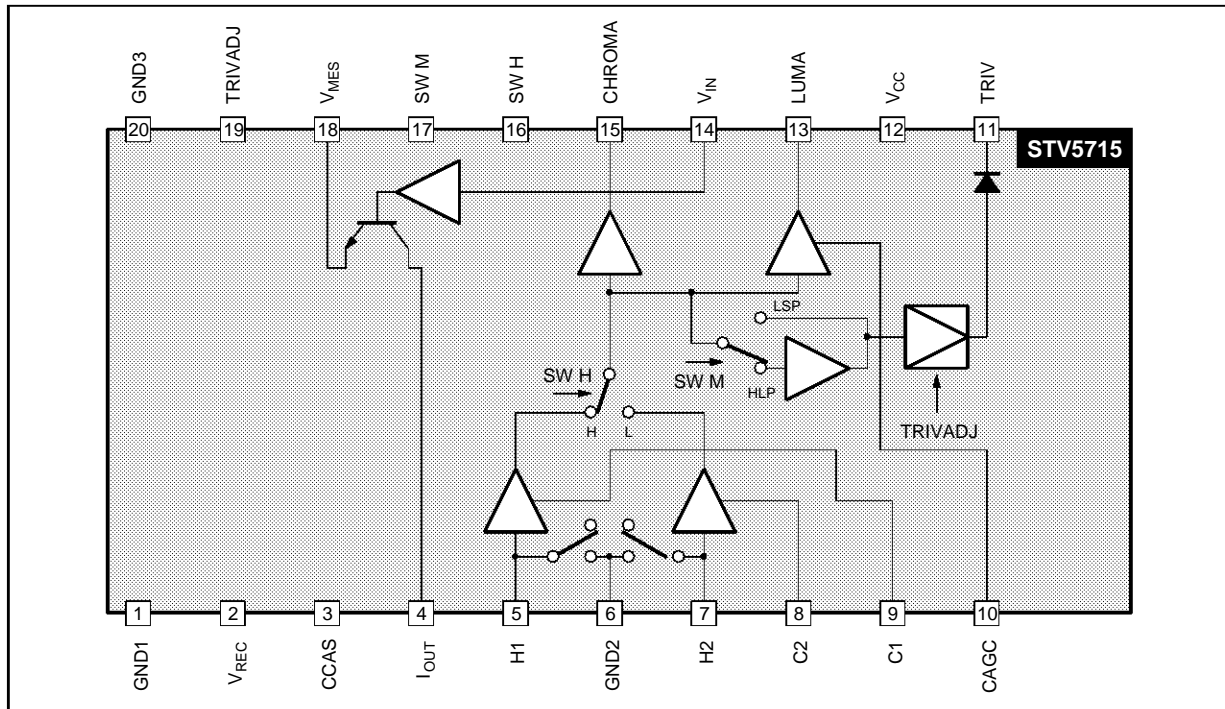 GND3
TRIVADJ
VMES
SW M
SW H
CHROMA
VIN
LUMA
VCC
TRIV
20
19
18
17
16
15
14
13
12
11
STV5715
LSP
SW H
SW M
HLP
H
L
TRIVADJ
1
2
3
4
5
6
7
8
9
10
GND1
VREC
CCAS
IOUT
H1
GND2
H2
C2
C1
CAGC